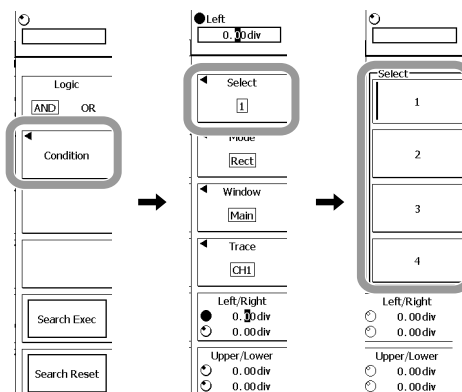 Logic
AND OR
Condition
Search Exec
Search Reset
Left
0.00div
Select
1
Mode
Rect
Window
Main
Trace
CH1
Left/Right
0.00div
0.00div
Upper/Lower
0.00div
0.00div
Select
1
2
3
4
Left/Right
0.00div
0.00div
Upper/Lower
0.00div
0.00div